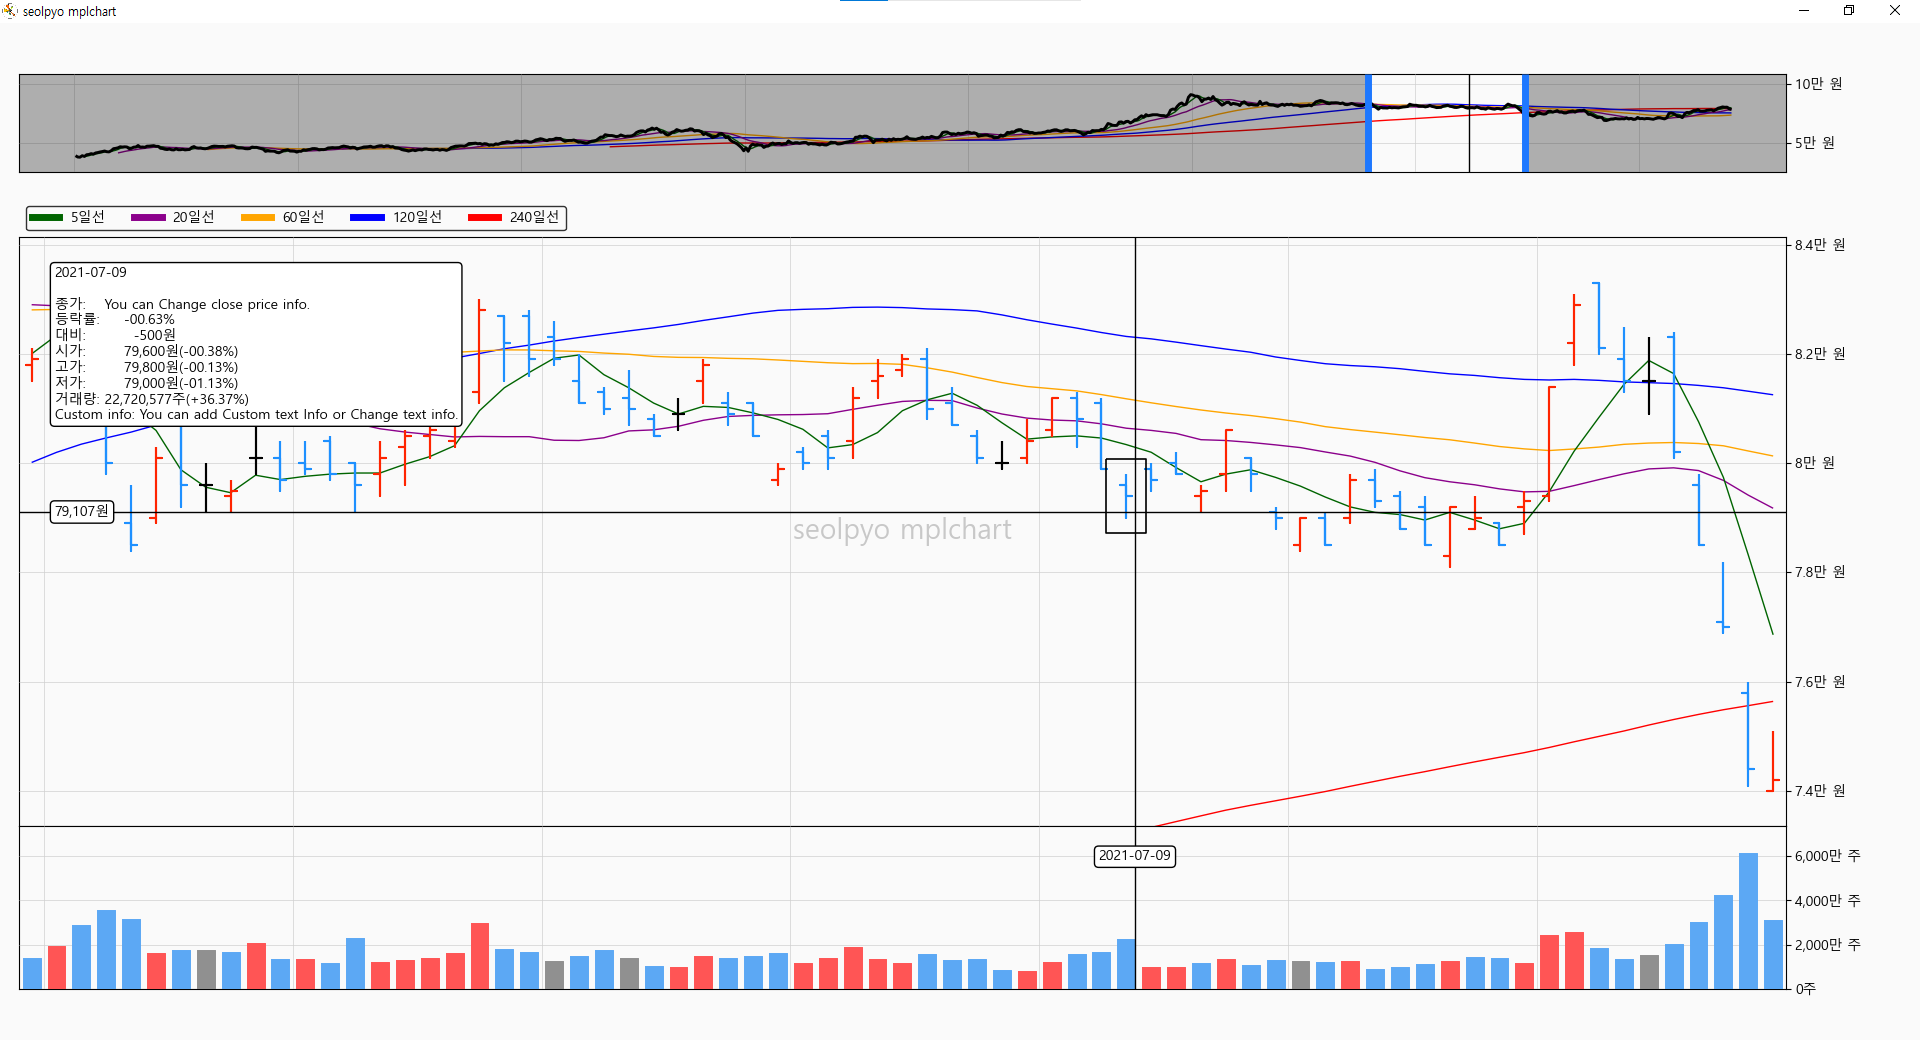 seolpyo mplchart
10만 원
5만 원
5일선 20일선 60일선 120일선 240일선
8.4만 원
8.2만 원
8만 원
7.8만 원
7.6만 원
7.4만 원
2021-07-09
종가: You can Change close price info.
등락률: -00.63%
대비: -500원
시가: 79,600원(-00.38%)
고가: 79,800원(-00.13%)
저가: 79,000원(-01.13%)
거래량: 22,720,577주(+36.37%)
Custom info: You can add Custom text Info or Change text info.
79,107원
seolpyo mplchart
2021-07-09
6,000만 주
4,000만 주
2,000만 주
0주